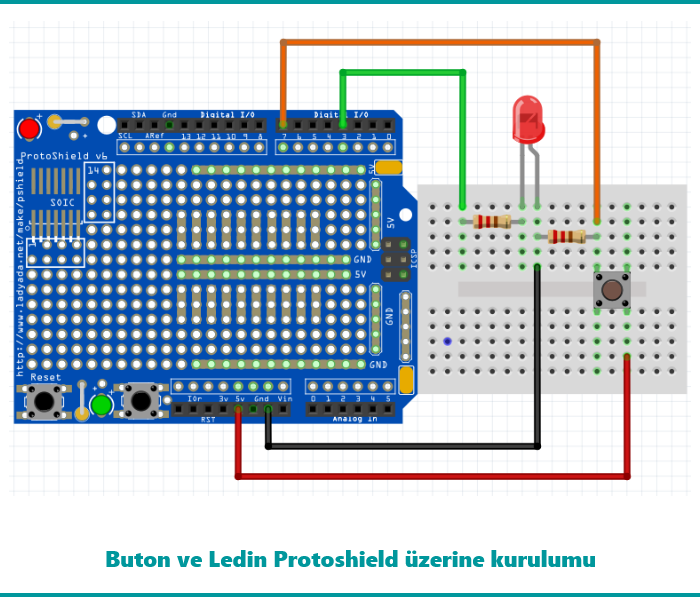 SDA Gnd Digital I/O Digital I/O
SCL ARef 13 12 11 10 9 8 7 6 5 4 3 2 1 0
ProtoShield v6
14
5V
SOIC
5V
1
ICSP
GND
5V
http://www.ladyada.net/make/pshield
GND
GND
Reset
IOr 3v 5v Gnd Vin 0 1 2 3 4 5
RST Analog In
Buton ve Ledin Protoshield üzerine kurulumu